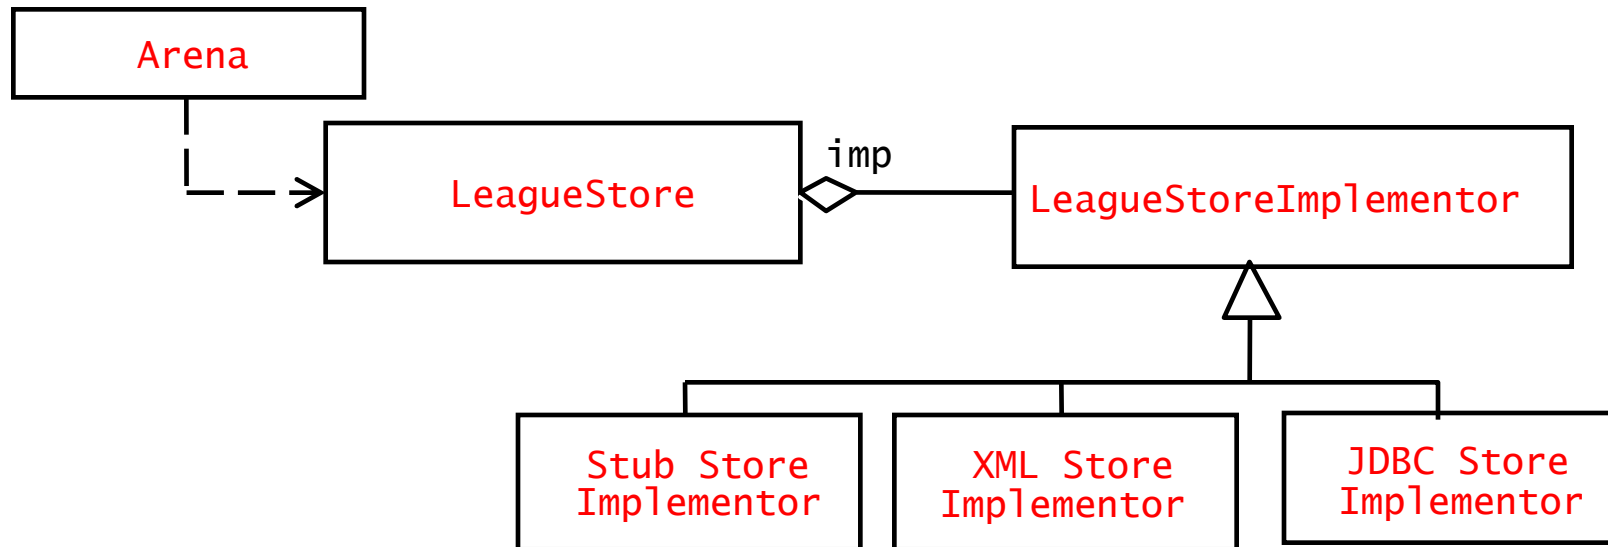 Arena
imp
LeagueStore
LeagueStoreImplementor
Stub Store
Implementor
XML Store
Implementor
JDBC Store
Implementor